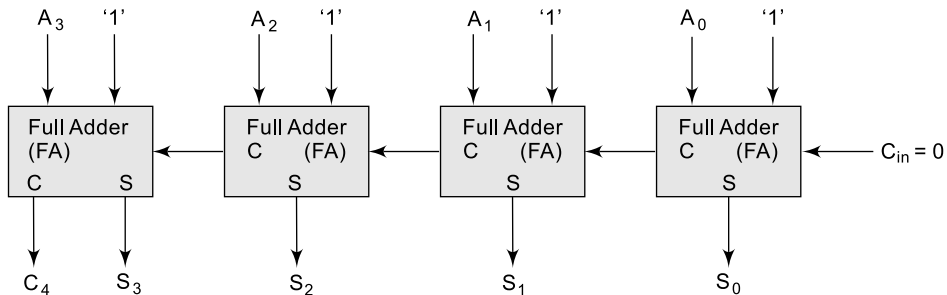 A3 '1' A2 '1' A1 '1' A0 '1'
Full Adder Full Adder Full Adder Full Adder
(FA) C (FA) C (FA) C (FA) Cin = 0
C S S S S
C4 S3 S2 S1 S0